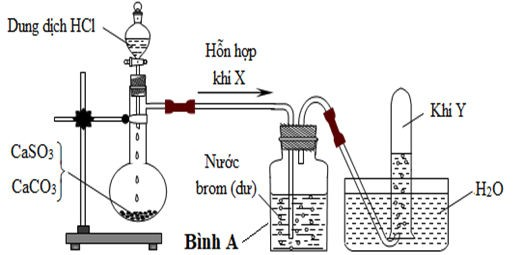 Dung dịch HCl
Hỗn hợp
khí X
Khí Y
CaSO3
CaCO3
Nước
brom (dư)
H2O
Bình A